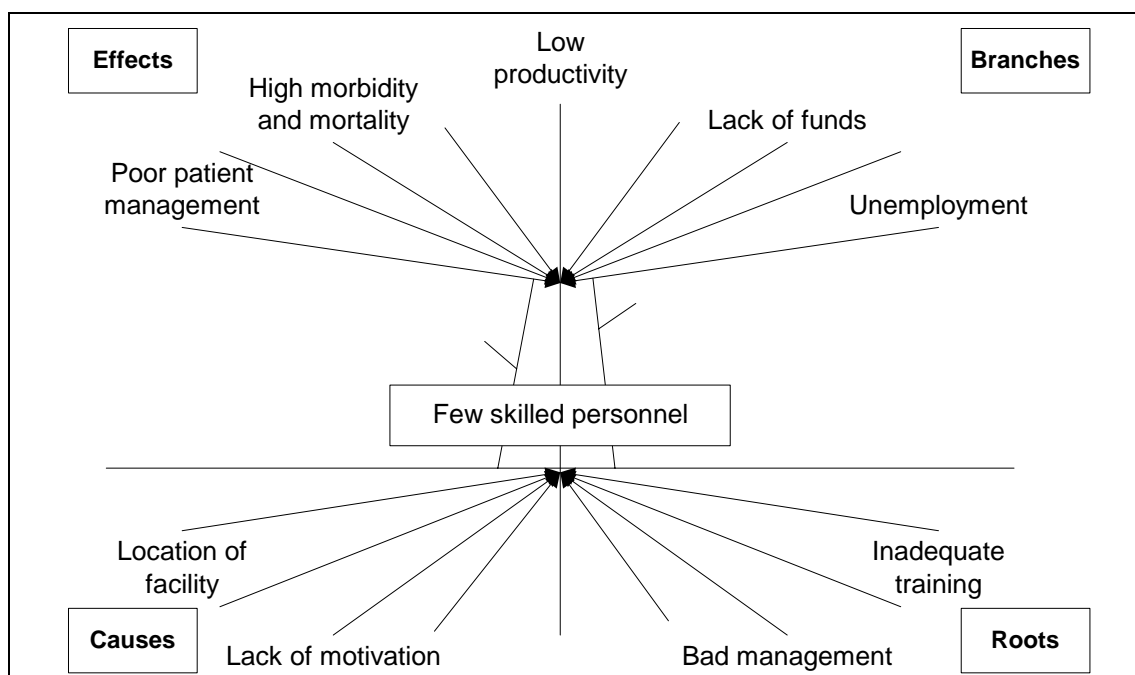 Effects
Low
productivity
Branches
High morbidity
and mortality
Lack of funds
Poor patient
management
Unemployment
Few skilled personnel
Location of
facility
Inadequate
training
Causes
Lack of motivation
Bad management
Roots